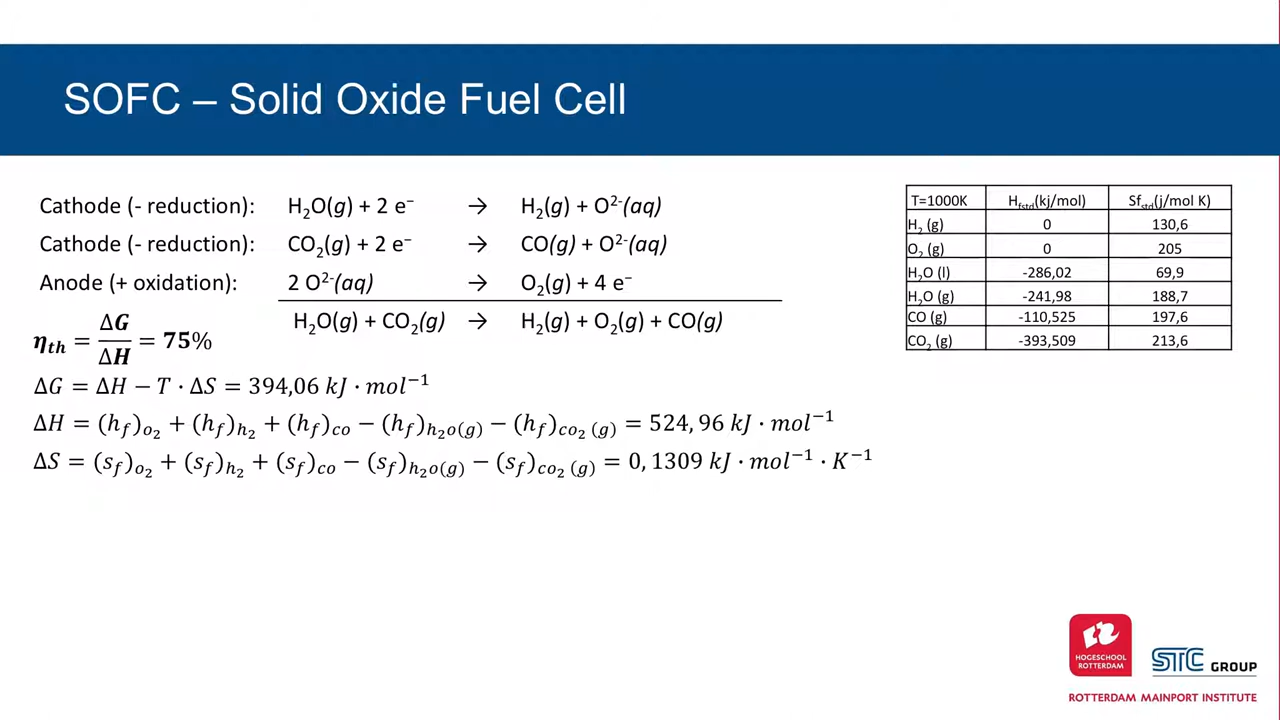 SOFC – Solid Oxide Fuel Cell
Cathode (- reduction): H₂O(g) + 2 e⁻ → H₂(g) + O²⁻(aq)
Cathode (- reduction): CO₂(g) + 2 e⁻ → CO(g) + O²⁻(aq)
Anode (+ oxidation): 2 O²⁻(aq) → O₂(g) + 4 e⁻
H₂O(g) + CO₂(g) → H₂(g) + O₂(g) + CO(g)
η_th = ΔG/ΔH = 75%
ΔG = ΔH − T · ΔS = 394,06 kJ · mol⁻¹
ΔH = (h_f)_o₂ + (h_f)_h₂ + (h_f)_co − (h_f)_h₂o(g) − (h_f)_co₂ (g) = 524,96 kJ · mol⁻¹
ΔS = (s_f)_o₂ + (s_f)_h₂ + (s_f)_co − (s_f)_h₂o(g) − (s_f)_co₂ (g) = 0,1309 kJ · mol⁻¹ · K⁻¹
T=1000K H_fstd(kj/mol) Sf_std(j/mol K)
H₂ (g) 0 130,6
O₂ (g) 0 205
H₂O (l) -286,02 69,9
H₂O (g) -241,98 188,7
CO (g) -110,525 197,6
CO₂ (g) -393,509 213,6
HOGESCHOOL
ROTTERDAM
STC GROUP
ROTTERDAM MAINPORT INSTITUTE